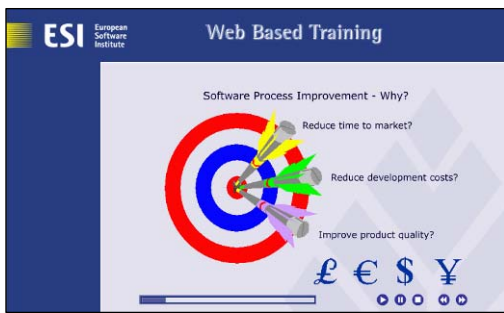 ESI European
Software
Institute
Web Based Training
Software Process Improvement - Why?
Reduce time to market?
Reduce development costs?
Improve product quality?
£ € $ ¥